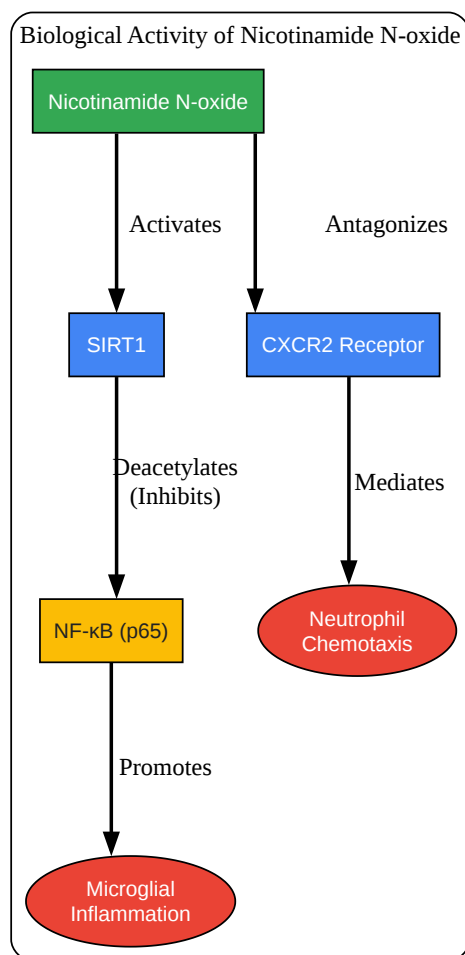 Biological Activity of Nicotinamide N-oxide
Nicotinamide N-oxide
Activates
Antagonizes
SIRT1
CXCR2 Receptor
Deacetylates
(Inhibits)
Mediates
NF-κB (p65)
Neutrophil
Chemotaxis
Promotes
Microglial
Inflammation